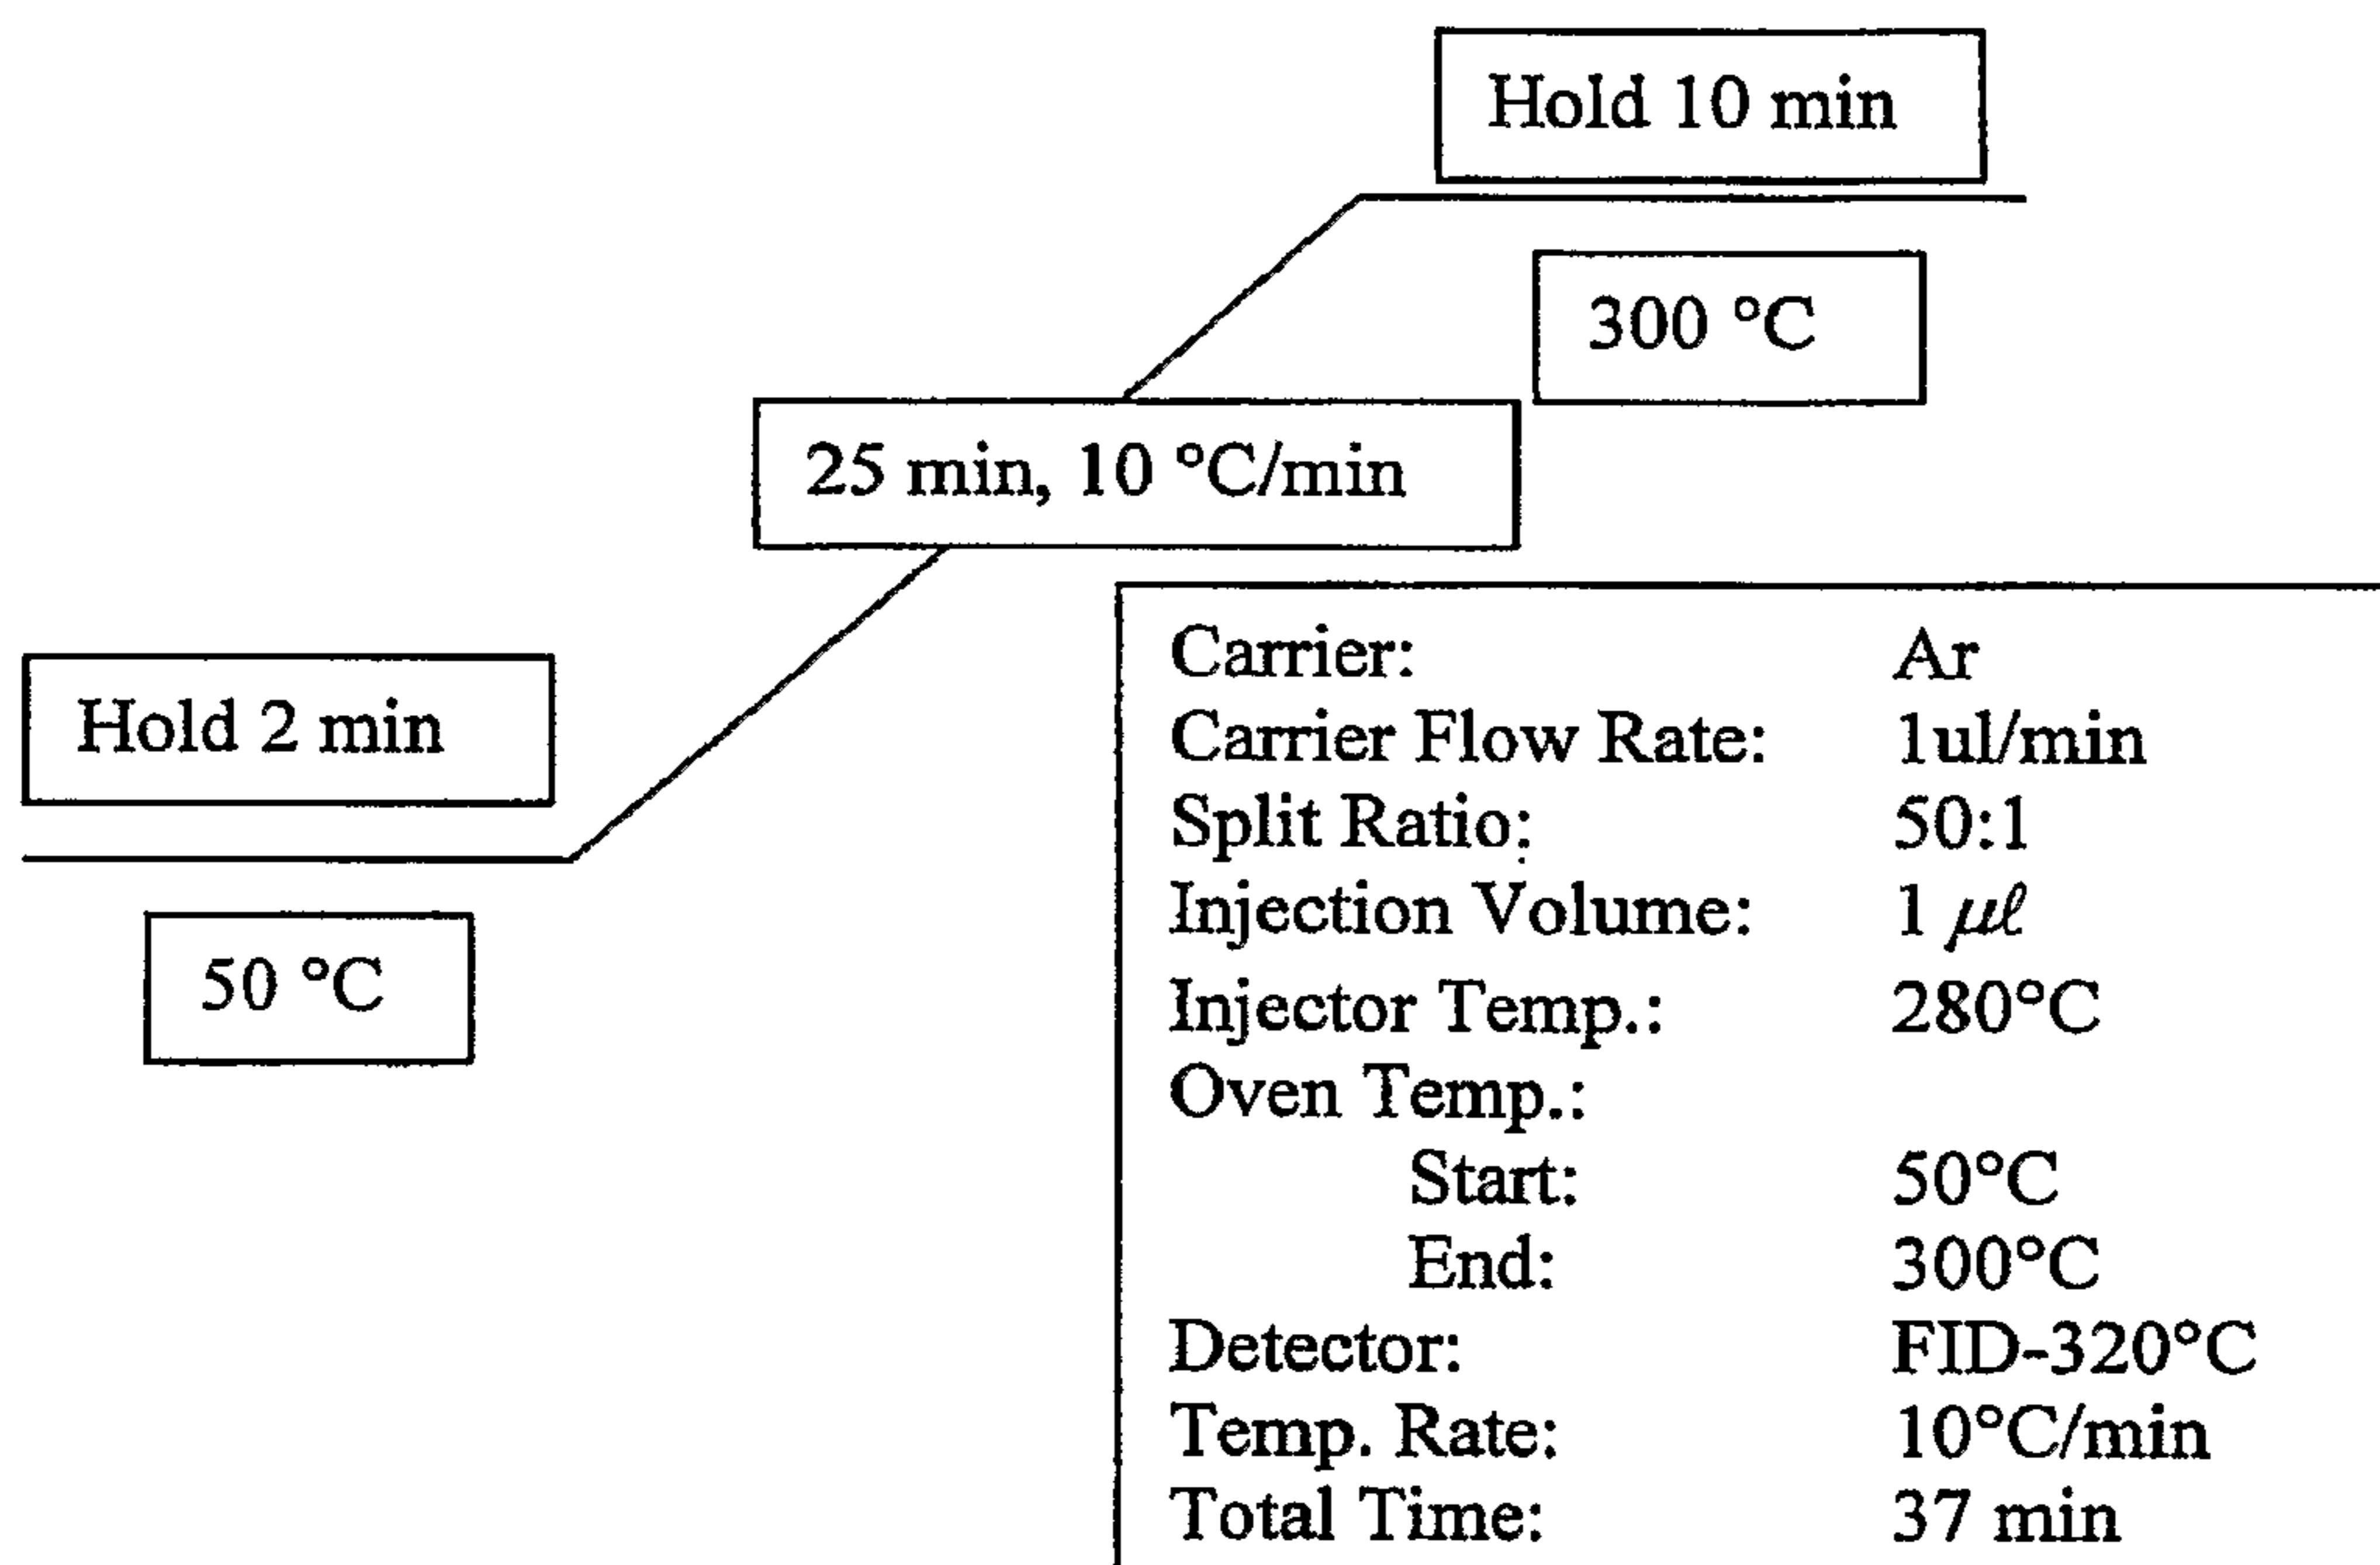 Hold 10 min
300 °C
25 min, 10 °C/min
Hold 2 min
50 °C
Carrier: Ar
Carrier Flow Rate: 1ul/min
Split Ratio: 50:1
Injection Volume: 1 μℓ
Injector Temp.: 280°C
Oven Temp.:
Start: 50°C
End: 300°C
Detector: FID-320°C
Temp. Rate: 10°C/min
Total Time: 37 min